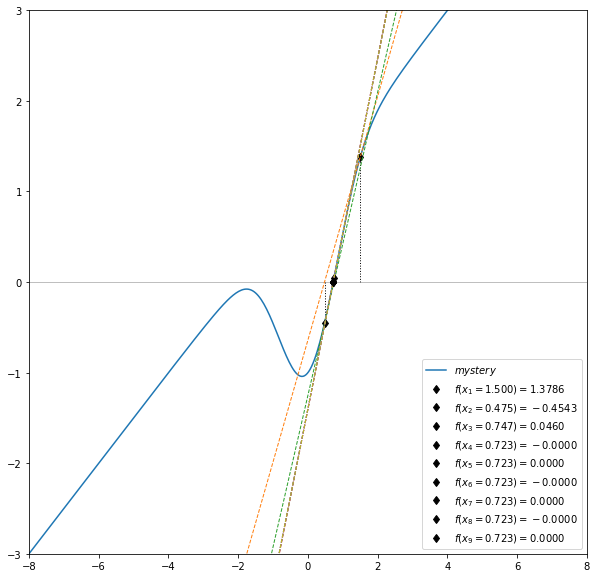 3
2
1
0
−1
−2
−3
−8
−6
−4
−2
0
2
4
6
8
mystery
f(x₁ = 1.500) = 1.3786
f(x₂ = 0.475) = −0.4543
f(x₃ = 0.747) = 0.0460
f(x₄ = 0.723) = −0.0000
f(x₅ = 0.723) = 0.0000
f(x₆ = 0.723) = −0.0000
f(x₇ = 0.723) = 0.0000
f(x₈ = 0.723) = −0.0000
f(x₉ = 0.723) = 0.0000